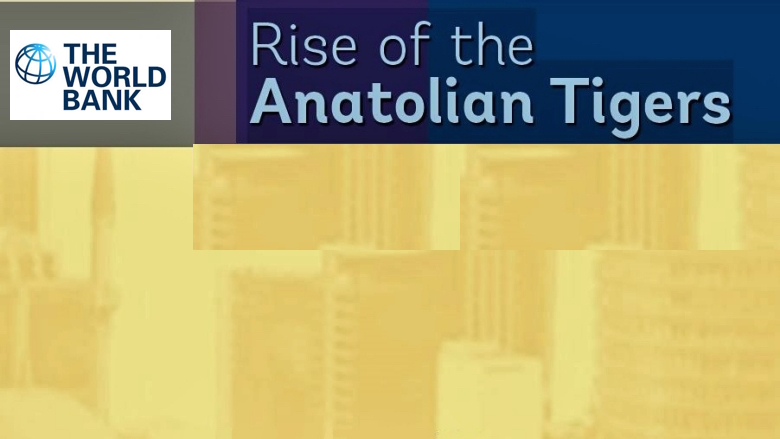 THE
WORLD
BANK
Rise of the
Anatolian Tigers